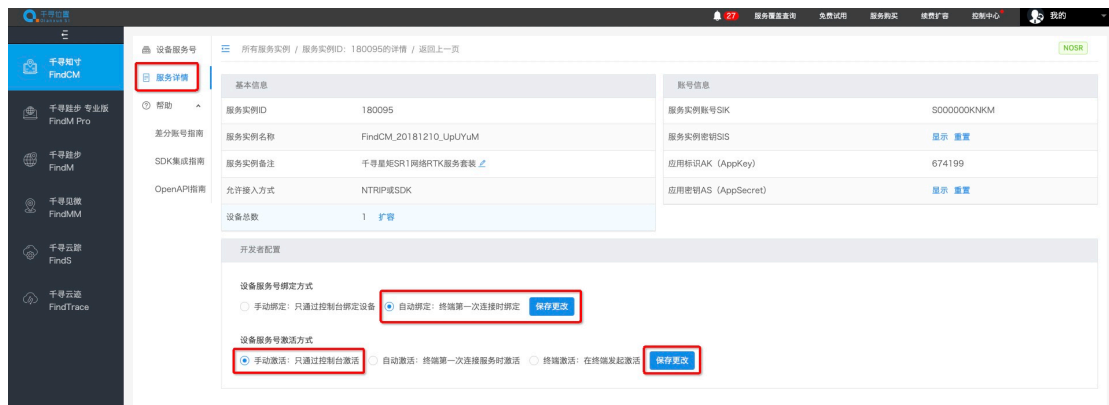 千寻位置
27 服务覆盖查询 免费试用 服务购买 续费扩容 控制中心 我的
千寻知寸
FindCM
千寻跬步 专业版
FindM Pro
千寻跬步
FindM
千寻见微
FindMM
千寻云踪
FindS
千寻云迹
FindTrace
设备服务号
服务详情
帮助
差分账号指南
SDK集成指南
OpenAPI指南
所有服务实例 / 服务实例ID: 180095的详情 / 返回上一页
NOSR
基本信息
服务实例ID 180095
服务实例名称 FindCM_20181210_UpUYuM
服务实例备注 千寻星矩SR1网络RTK服务套装
允许接入方式 NTRIP或SDK
设备总数 1 扩容
账号信息
服务实例账号SIK S000000KNKM
服务实例密钥SIS 显示 重置
应用标识AK（AppKey） 674199
应用密钥AS（AppSecret） 显示 重置
开发者配置
设备服务号绑定方式
手动绑定：只通过控制台绑定设备 自动绑定：终端第一次连接时绑定 保存更改
设备服务号激活方式
手动激活：只通过控制台激活 自动激活：终端第一次连接服务时激活 终端激活：在终端发起激活 保存更改